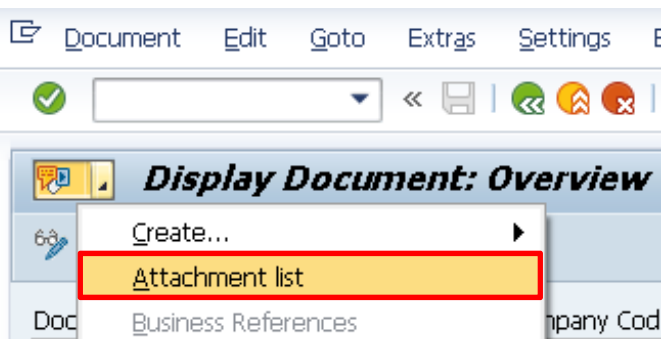 Document Edit Goto Extras Settings E
«
Display Document: Overview
Create...
Attachment list
Doc Business References mpany Cod